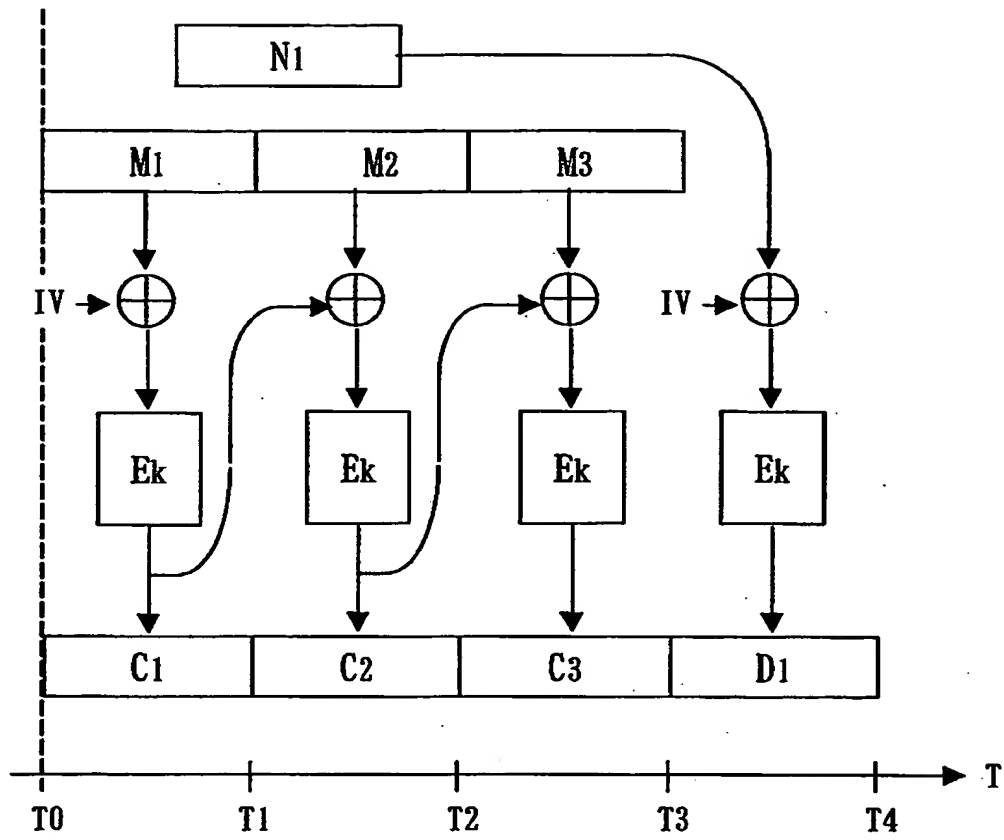 N1
M1 M2 M3
IV IV
Ek Ek Ek Ek
C1 C2 C3 D1
T
T0 T1 T2 T3 T4